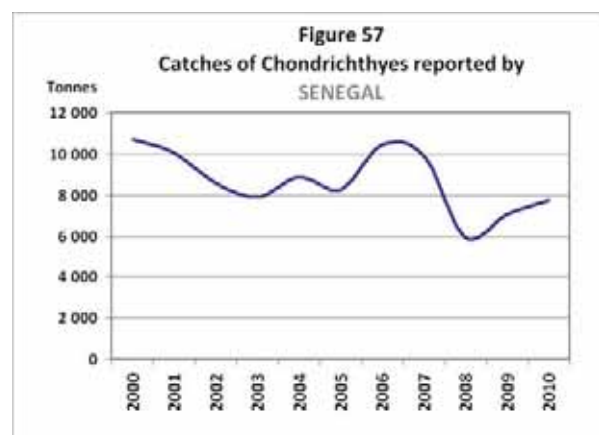 Figure 57
Catches of Chondrichthyes reported by
SENEGAL
Tonnes
12 000
10 000
8 000
6 000
4 000
2 000
0
2000 2001 2002 2003 2004 2005 2006 2007 2008 2009 2010